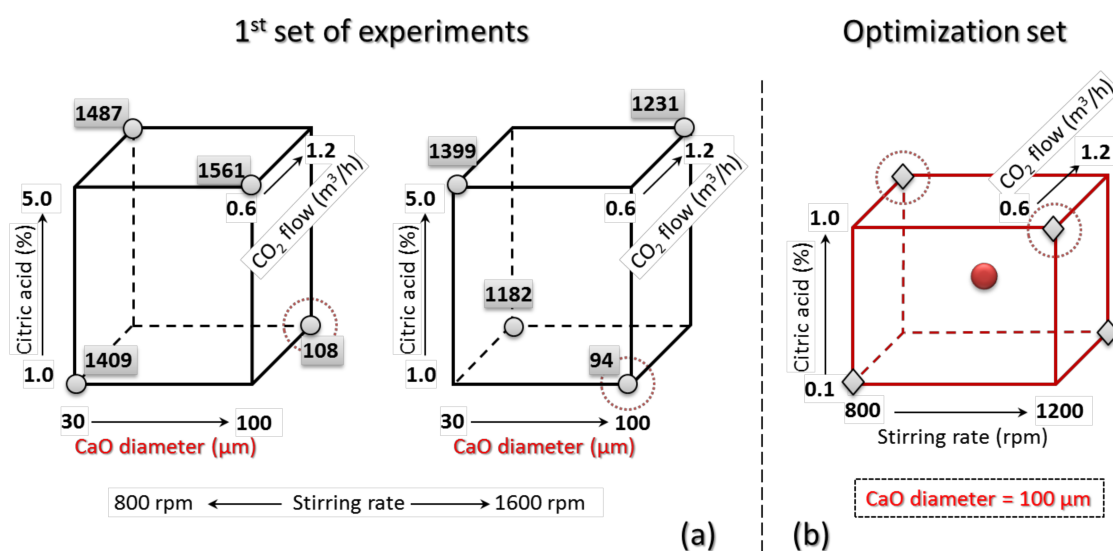 1st set of experiments
Optimization set
1487
1561
1.2
5.0
0.6
CO2 flow (m3/h)
Citric acid (%)
1409
108
1.0
30
100
CaO diameter (µm)
1231
1399
1.2
5.0
0.6
CO2 flow (m3/h)
Citric acid (%)
1182
94
1.0
30
100
CaO diameter (µm)
800 rpm
Stirring rate
1600 rpm
(a)
CO2 flow (m3/h)
1.2
0.6
1.0
Citric acid (%)
0.1
800
1200
Stirring rate (rpm)
CaO diameter = 100 µm
(b)